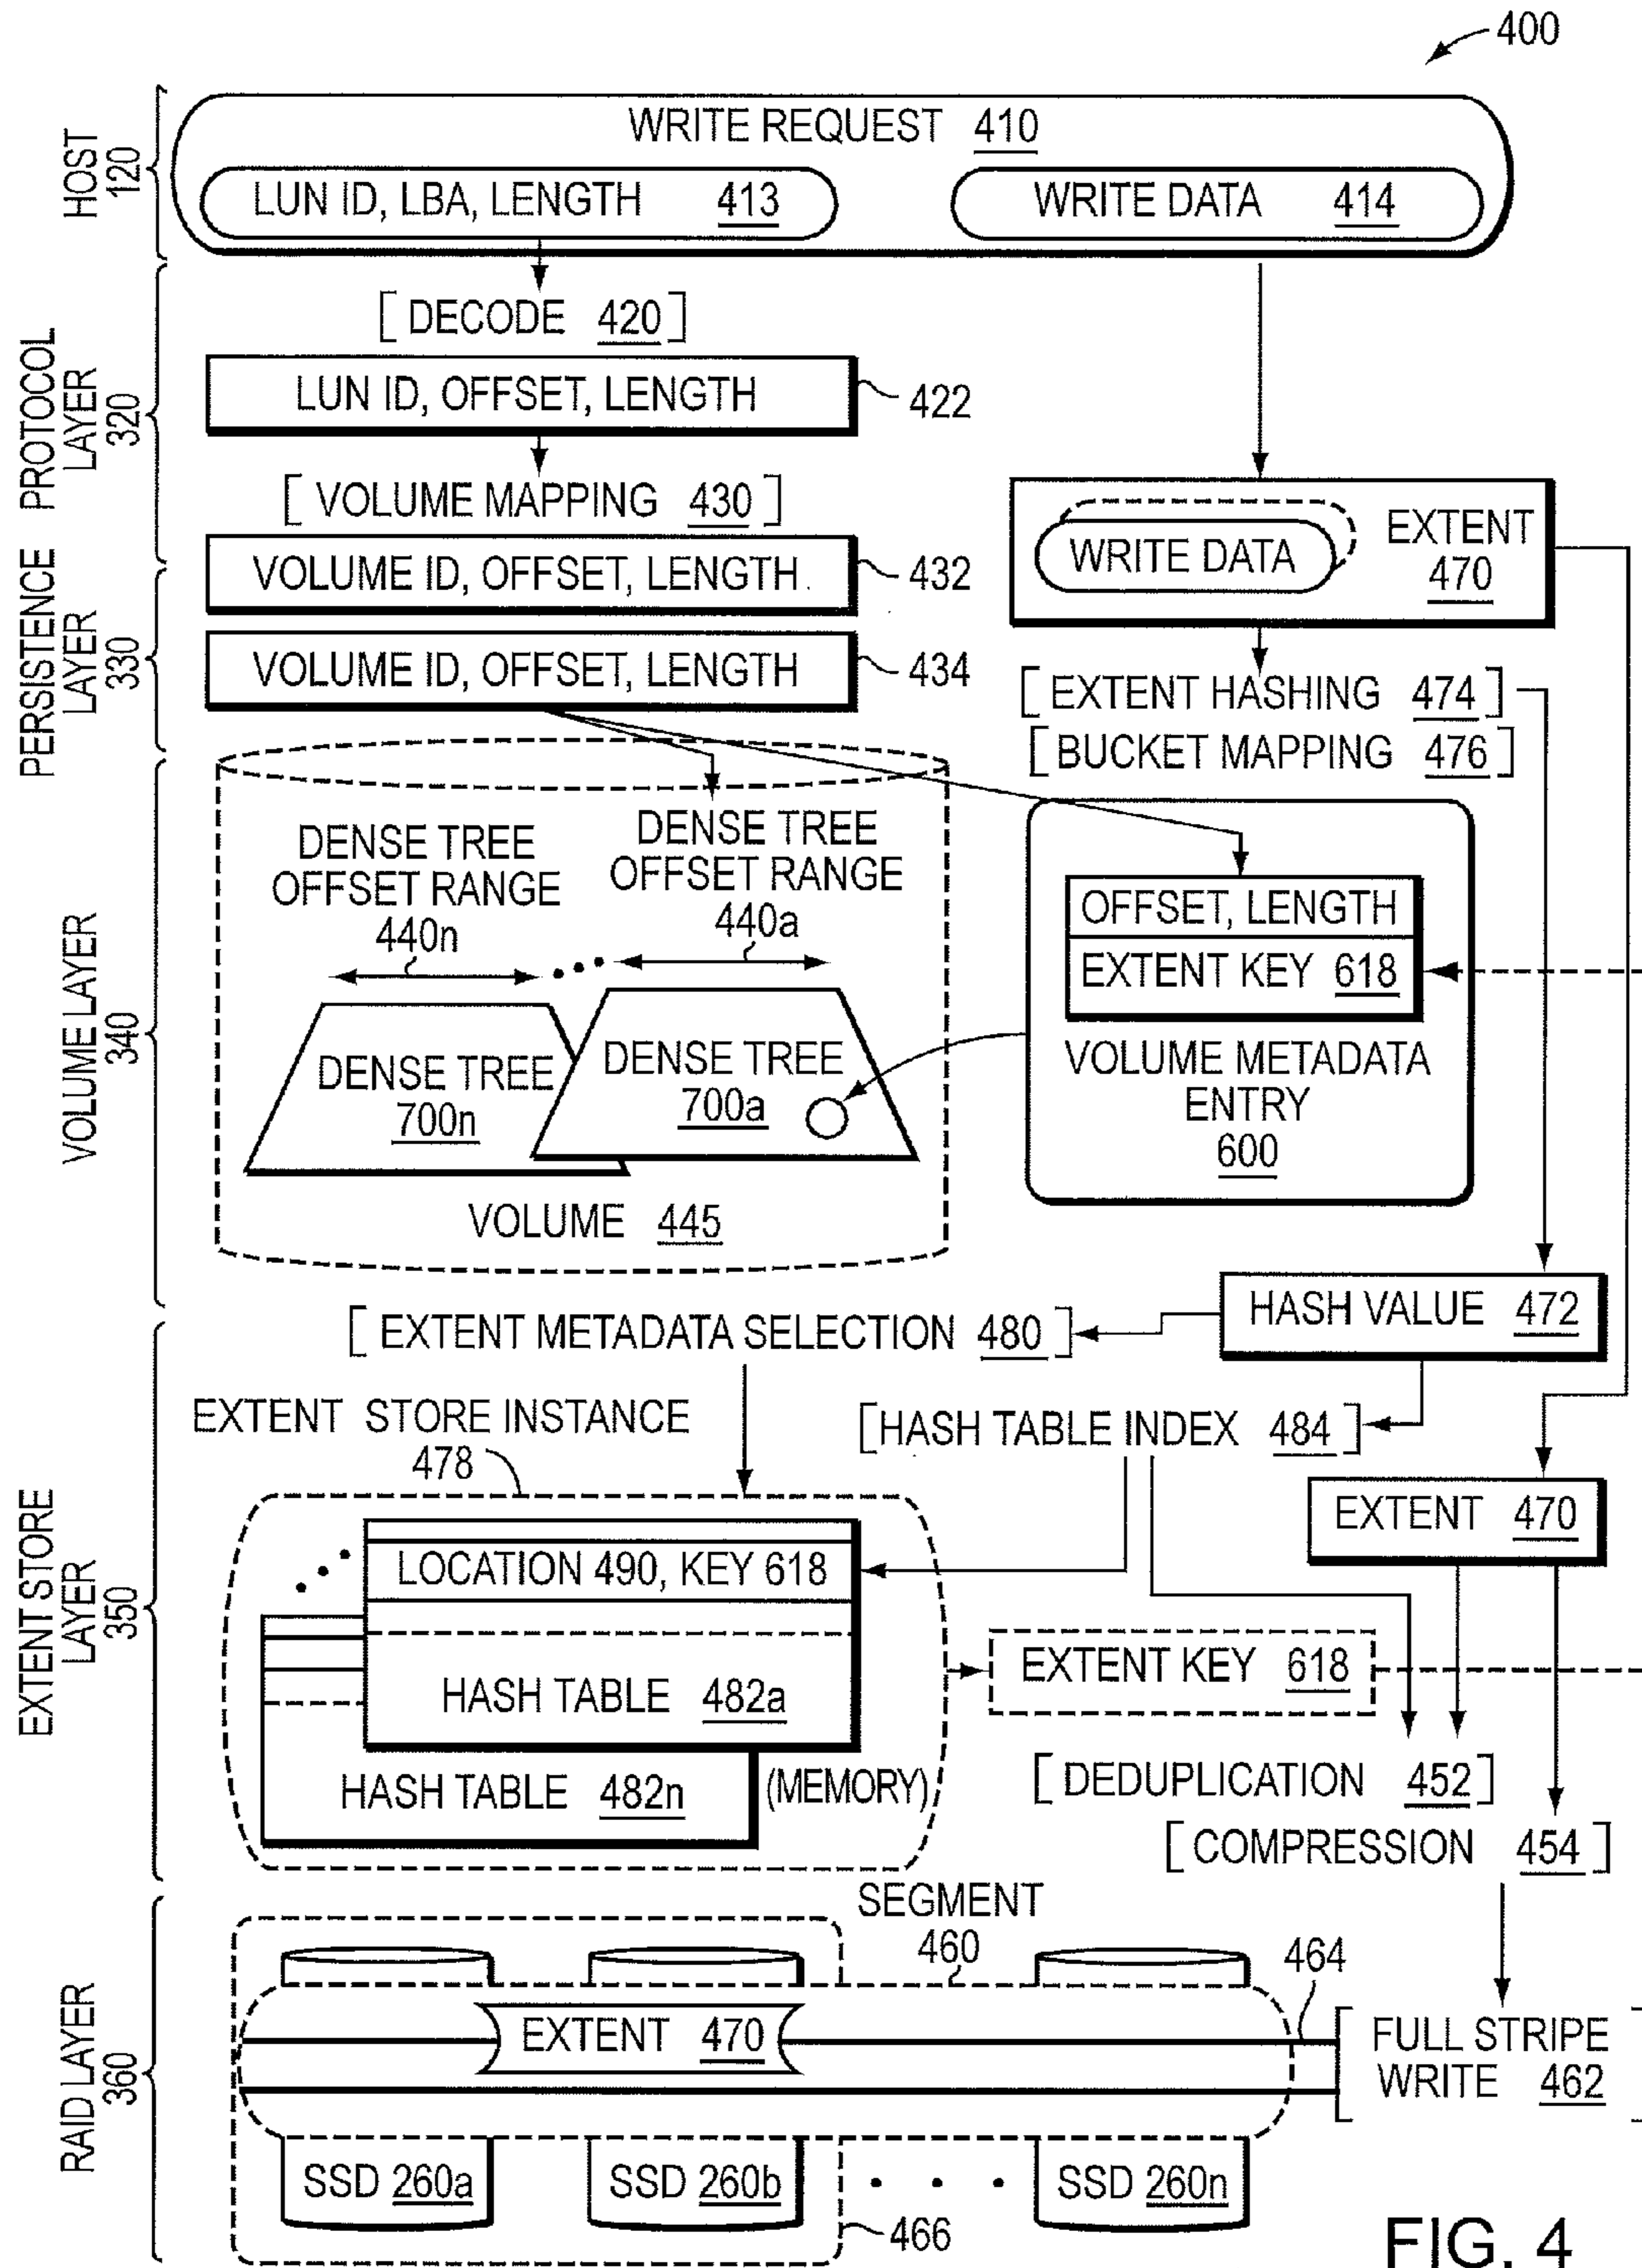 400
HOST
120
WRITE REQUEST 410
LUN ID, LBA, LENGTH 413
WRITE DATA 414
PROTOCOL
LAYER
320
[ DECODE 420 ]
LUN ID, OFFSET, LENGTH
422
[ VOLUME MAPPING 430 ]
VOLUME ID, OFFSET, LENGTH
432
WRITE DATA
EXTENT
470
PERSISTENCE
LAYER
330
VOLUME ID, OFFSET, LENGTH
434
[ EXTENT HASHING 474 ]
[ BUCKET MAPPING 476 ]
VOLUME LAYER
340
DENSE TREE
OFFSET RANGE
440n
DENSE TREE
OFFSET RANGE
440a
DENSE TREE
700n
DENSE TREE
700a
VOLUME 445
OFFSET, LENGTH
EXTENT KEY 618
VOLUME METADATA
ENTRY
600
HASH VALUE 472
EXTENT STORE
LAYER
350
[ EXTENT METADATA SELECTION 480 ]
EXTENT STORE INSTANCE
478
[HASH TABLE INDEX 484 ]
EXTENT 470
LOCATION 490, KEY 618
HASH TABLE 482a
HASH TABLE 482n
(MEMORY)
EXTENT KEY 618
[ DEDUPLICATION 452 ]
[ COMPRESSION 454 ]
RAID LAYER
360
SEGMENT
460
464
EXTENT 470
FULL STRIPE
WRITE 462
SSD 260a
SSD 260b
. . .
SSD 260n
466
FIG. 4